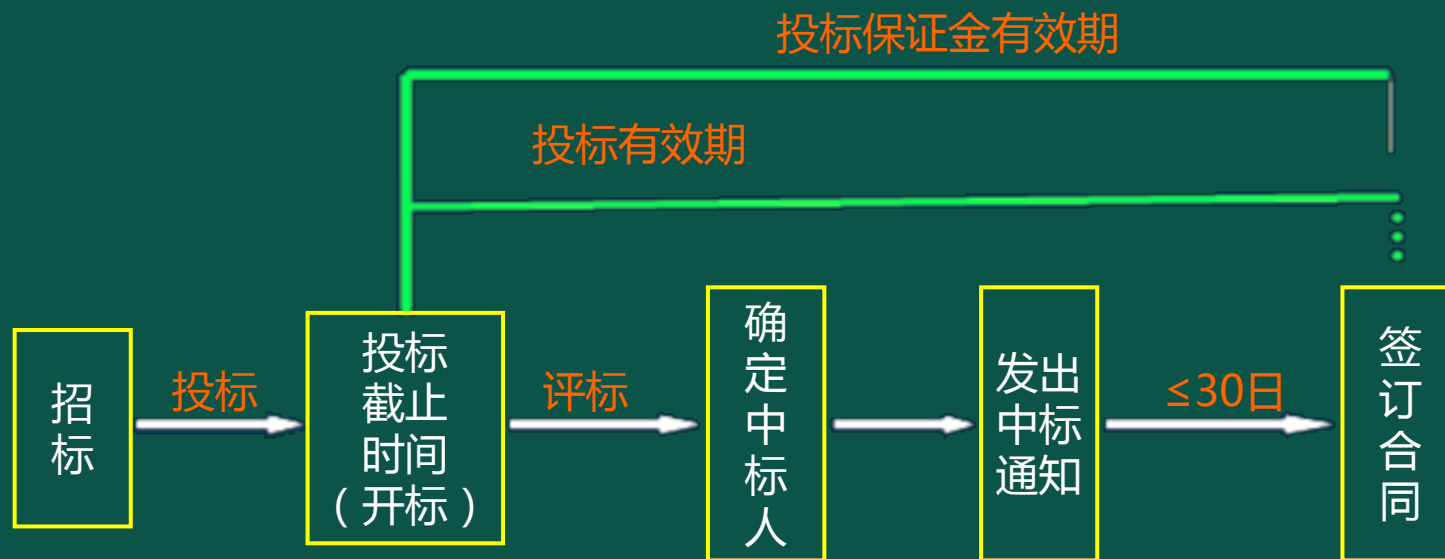 投标保证金有效期
投标有效期
招
标
投标
投标
截止
时间
（开标）
评标
确
定
中
标
人
发出
中标
通知
≤30日
签
订
合
同